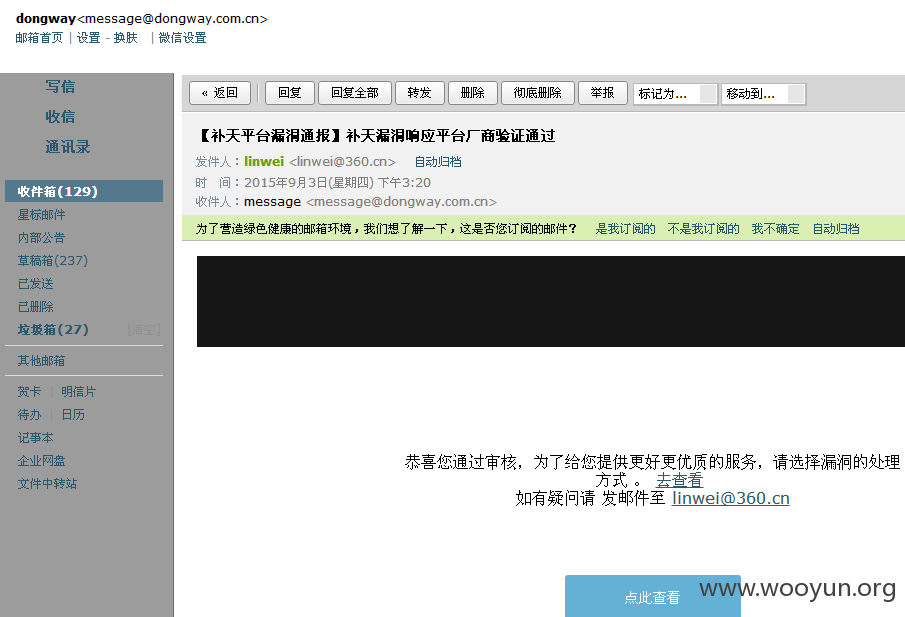 dongway<message@dongway.com.cn>
邮箱首页 | 设置 - 换肤 | 微信设置
写信
收信
通讯录
收件箱(129)
星标邮件
内部公告
草稿箱(237)
已发送
已删除
垃圾箱(27) [清空]
其他邮箱
贺卡 | 明信片
待办 | 日历
记事本
企业网盘
文件中转站
« 返回 回复 回复全部 转发 删除 彻底删除 举报 标记为... 移动到...
【补天平台漏洞通报】补天漏洞响应平台厂商验证通过
发件人：linwei <linwei@360.cn> 自动归档
时 间：2015年9月3日(星期四) 下午3:20
收件人：message <message@dongway.com.cn>
为了营造绿色健康的邮箱环境，我们想了解一下，这是否您订阅的邮件？ 是我订阅的 不是我订阅的 我不确定 自动归档
恭喜您通过审核，为了给您提供更好更优质的服务，请选择漏洞的处理
方式 。 去查看
如有疑问请 发邮件至 linwei@360.cn
点此查看
www.wooyun.org